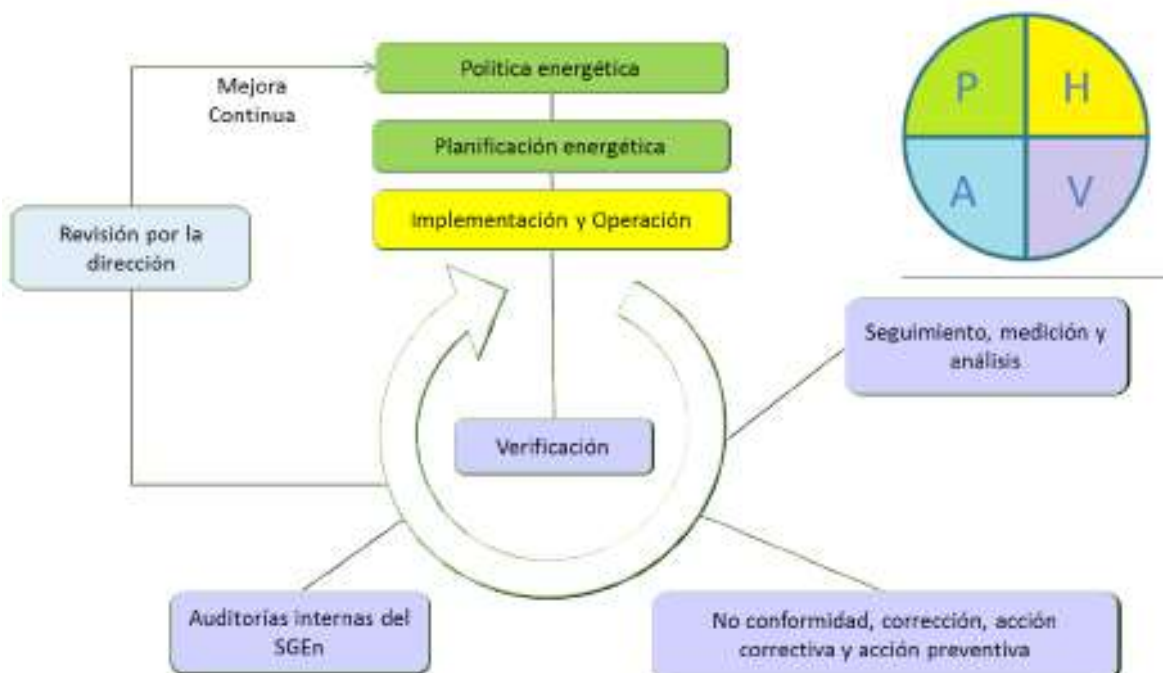 Política energética
P
H
Mejora
Continua
Planificación energética
A
V
Implementación y Operación
Revisión por la
dirección
Seguimiento, medición y
análisis
Verificación
Auditorías internas del
SGEn
No conformidad, corrección, acción
correctiva y acción preventiva